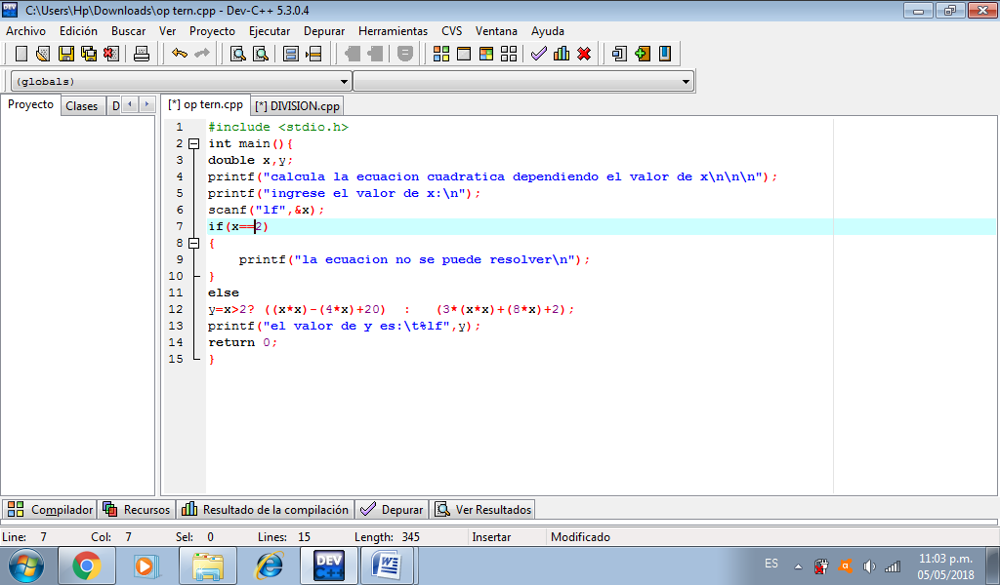 C:\Users\Hp\Downloads\op tern.cpp - Dev-C++ 5.3.0.4
Archivo Edición Buscar Ver Proyecto Ejecutar Depurar Herramientas CVS Ventana Ayuda
(globals)
Proyecto Clases D [*] op tern.cpp [*] DIVISION.cpp
1 #include <stdio.h>
2 int main(){
3 double x,y;
4 printf("calcula la ecuacion cuadratica dependiendo el valor de x\n\n\n");
5 printf("ingrese el valor de x:\n");
6 scanf("lf",&x);
7 if(x==2)
8 {
9 printf("la ecuacion no se puede resolver\n");
10 }
11 else
12 y=x>2? ((x*x)-(4*x)+20) : (3*(x*x)+(8*x)+2);
13 printf("el valor de y es:\t%lf",y);
14 return 0;
15 }
Compilador Recursos Resultado de la compilación Depurar Ver Resultados
Line: 7 Col: 7 Sel: 0 Lines: 15 Length: 345 Insertar Modificado
DEV C++ ES 11:03 p.m.
05/05/2018